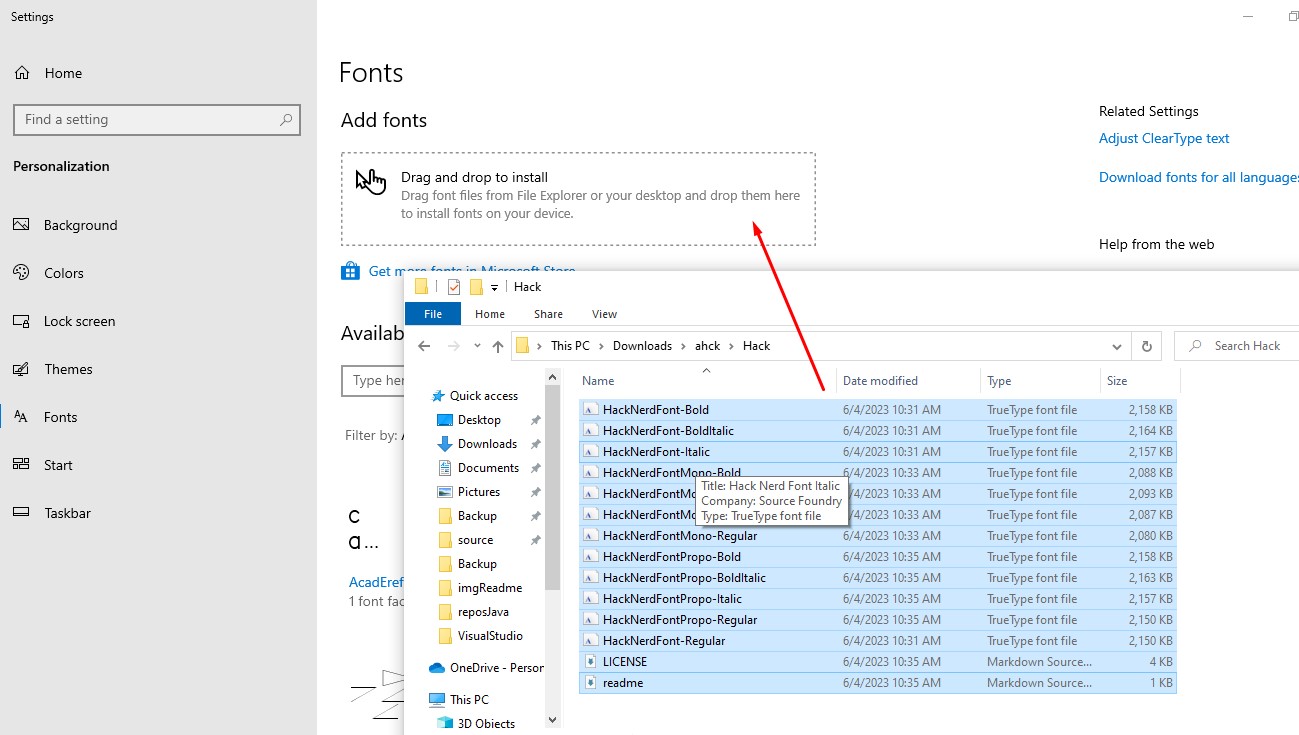 Settings
Home
Find a setting
Personalization
Background
Colors
Lock screen
Themes
Fonts
Start
Taskbar
Fonts
Add fonts
Drag and drop to install
Drag font files from File Explorer or your desktop and drop them here
to install fonts on your device.
Get more fonts in Microsoft Store
Related Settings
Adjust ClearType text
Download fonts for all languages
Help from the web
Availab
Type her
Filter by: A
c
a...
AcadEref
1 font fac
Hack
File Home Share View
This PC > Downloads > ahck > Hack
Search Hack
Quick access
Desktop
Downloads
Documents
Pictures
Backup
source
Backup
imgReadme
reposJava
VisualStudio
OneDrive - Person
This PC
3D Objects
Name Date modified Type Size
HackNerdFont-Bold 6/4/2023 10:31 AM TrueType font file 2,158 KB
HackNerdFont-BoldItalic 6/4/2023 10:31 AM TrueType font file 2,164 KB
HackNerdFont-Italic 6/4/2023 10:31 AM TrueType font file 2,157 KB
HackNerdFontMono-Bold 6/4/2023 10:33 AM TrueType font file 2,088 KB
HackNerdFontMo 6/4/2023 10:33 AM TrueType font file 2,093 KB
HackNerdFontMo 6/4/2023 10:33 AM TrueType font file 2,087 KB
HackNerdFontMono-Regular 6/4/2023 10:33 AM TrueType font file 2,080 KB
HackNerdFontPropo-Bold 6/4/2023 10:35 AM TrueType font file 2,158 KB
HackNerdFontPropo-BoldItalic 6/4/2023 10:35 AM TrueType font file 2,163 KB
HackNerdFontPropo-Italic 6/4/2023 10:35 AM TrueType font file 2,157 KB
HackNerdFontPropo-Regular 6/4/2023 10:35 AM TrueType font file 2,150 KB
HackNerdFont-Regular 6/4/2023 10:31 AM TrueType font file 2,150 KB
LICENSE 6/4/2023 10:35 AM Markdown Source... 4 KB
readme 6/4/2023 10:35 AM Markdown Source... 1 KB
Title: Hack Nerd Font Italic
Company: Source Foundry
Type: TrueType font file